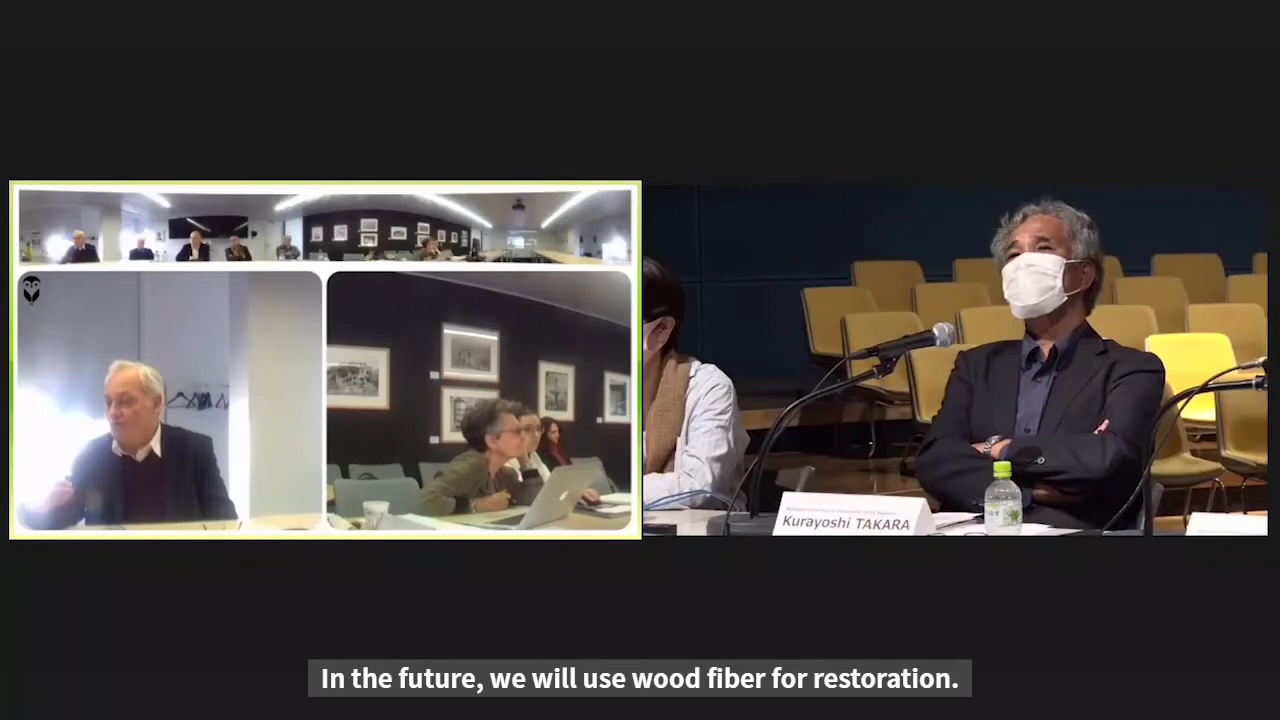 Kurayoshi TAKARA
In the future, we will use wood fiber for restoration.